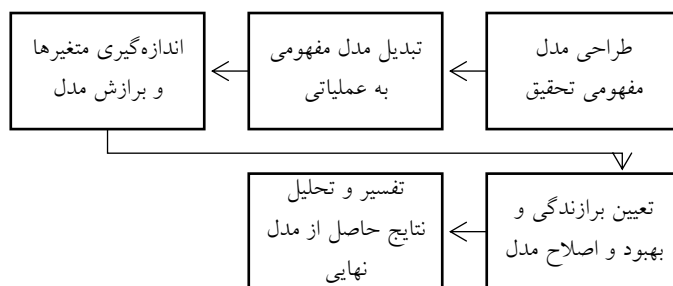 طراحی مدل
مفهومی تحقیق
تبدیل مدل مفهومی
به عملیاتی
اندازه‌گیری متغیرها
و برازش مدل
تعیین برازندگی و
بهبود و اصلاح مدل
تفسیر و تحلیل
نتایج حاصل از مدل
نهایی